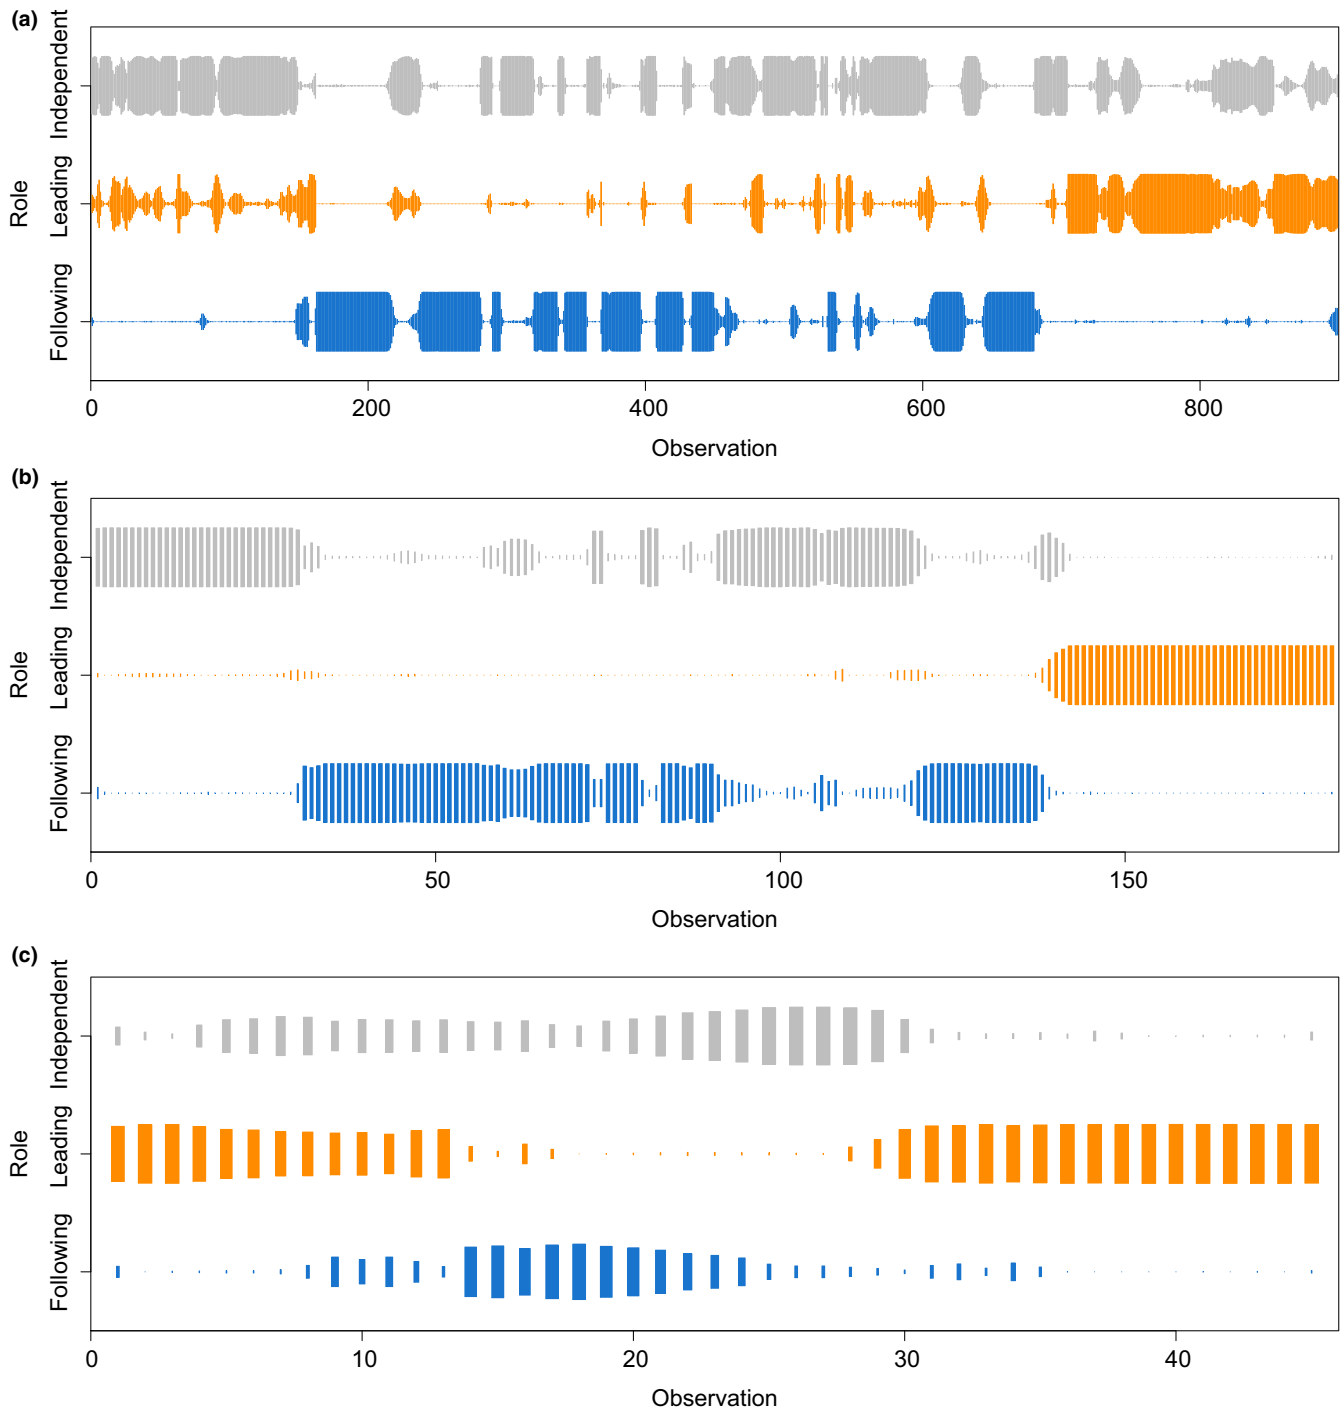 (a)
Role
Independent
Leading
Following
0 200 400 600 800
Observation
(b)
Role
Independent
Leading
Following
0 50 100 150
Observation
(c)
Role
Independent
Leading
Following
0 10 20 30 40
Observation